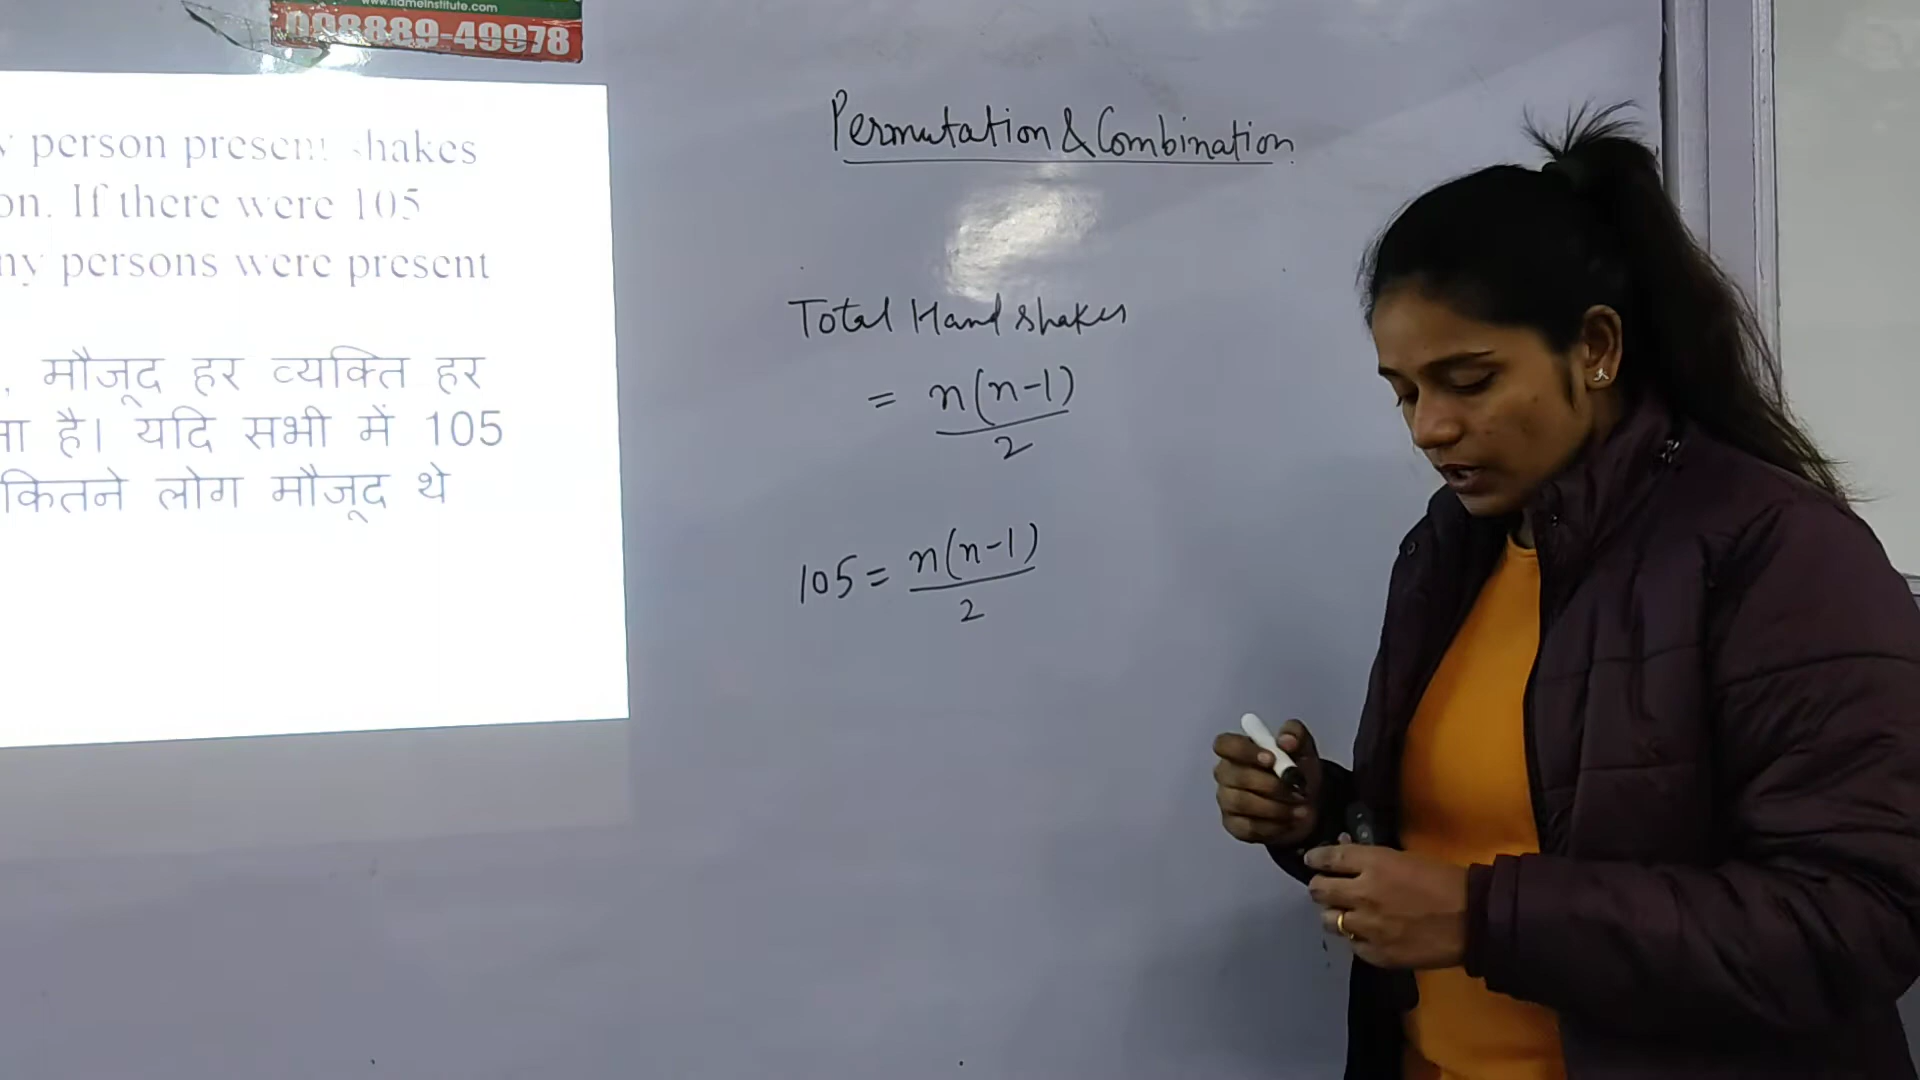 www.flameinstitute.com
098889-49978
person present shakes
on. If there were 105
ny persons were present
, मौजूद हर व्यक्ति हर
है। यदि सभी में 105
कितने लोग मौजूद थे
Permutation & Combination
Total Hand shakes
= n(n-1)/2
105 = n(n-1)/2